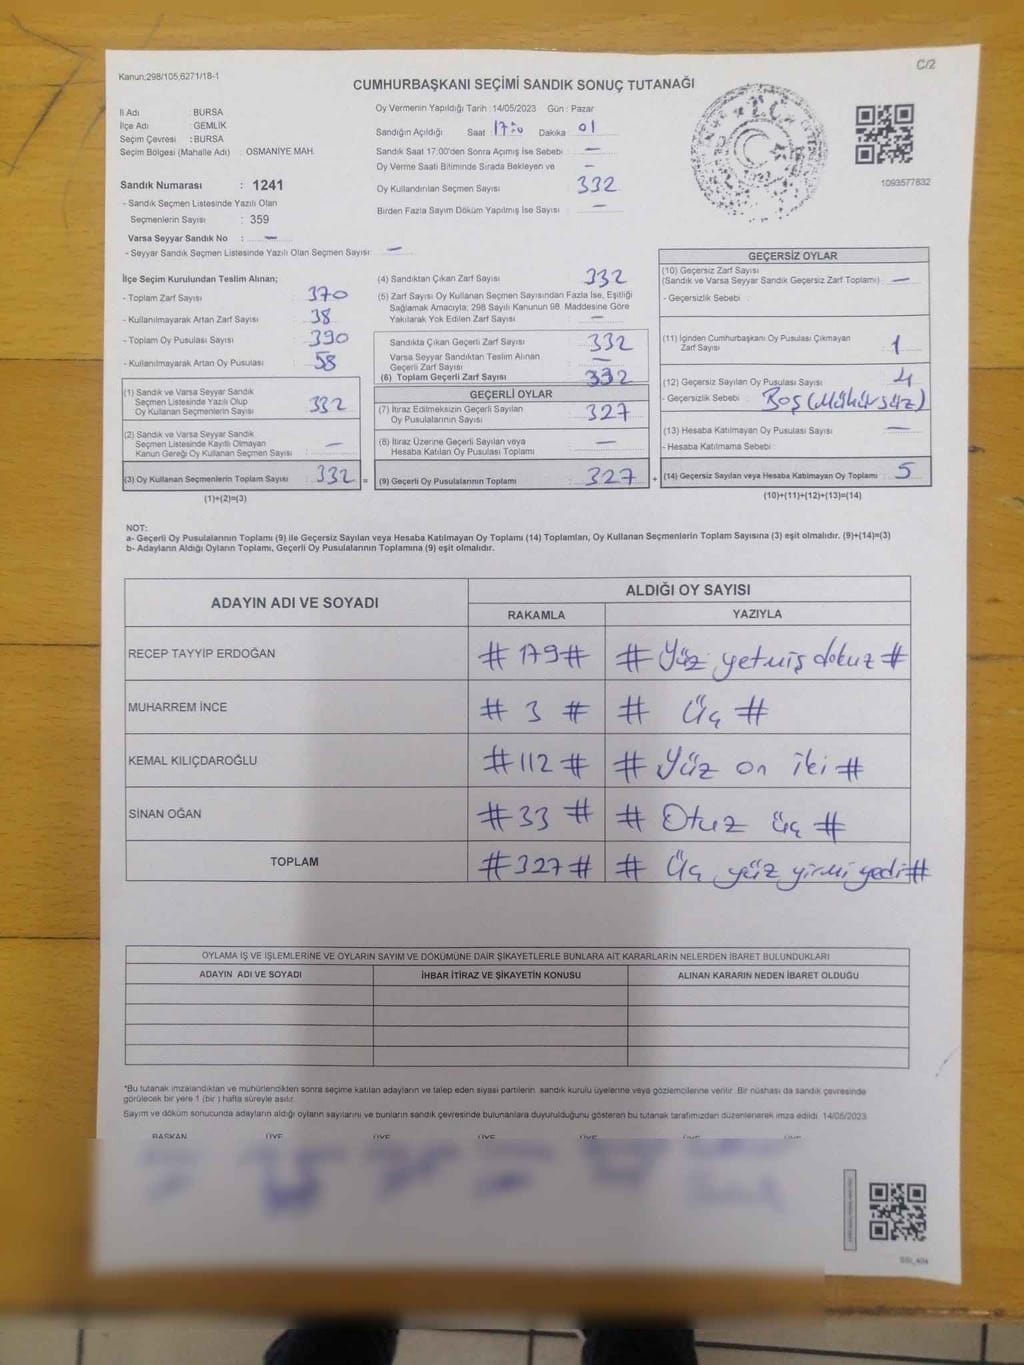 C/2
Kanun;298/105,6271/18-1
CUMHURBAŞKANI SEÇİMİ SANDIK SONUÇ TUTANAĞI
İl Adı : BURSA
İlçe Adı : GEMLİK
Seçim Çevresi : BURSA
Seçim Bölgesi (Mahalle Adı) : OSMANİYE MAH.
Sandık Numarası : 1241
- Sandık Seçmen Listesinde Yazılı Olan
Seçmenlerin Sayısı : 359
Varsa Seyyar Sandık No : —
- Seyyar Sandık Seçmen Listesinde Yazılı Olan Seçmen Sayısı: —
Oy Vermenin Yapıldığı Tarih : 14/05/2023 Gün : Pazar
Sandığın Açıldığı Saat : Dakika : 01
Sandık Saat 17:00'den Sonra Açımış İse Sebebi : —
Oy Verme Saati Bitiminde Sırada Bekleyen ve —
Oy Kullandırılan Seçmen Sayısı : 332
Birden Fazla Sayım Döküm Yapılmış İse Sayısı : —
1093577832
İlçe Seçim Kurulundan Teslim Alınan;
- Toplam Zarf Sayısı : 370
- Kullanılmayarak Artan Zarf Sayısı : 38
- Toplam Oy Pusulası Sayısı : 390
- Kullanılmayarak Artan Oy Pusulası : 58
(1) Sandık ve Varsa Seyyar Sandık
Seçmen Listesinde Yazılı Olup
Oy Kullanan Seçmenlerin Sayısı : 332
(2) Sandık ve Varsa Seyyar Sandık
Seçmen Listesinde Kayıtlı Olmayan
Kanun Gereği Oy Kullanan Seçmen Sayısı : —
(3) Oy Kullanan Seçmenlerin Toplam Sayısı : 332 =
(1)+(2)=(3)
(4) Sandıktan Çıkan Zarf Sayısı : 332
(5) Zarf Sayısı Oy Kullanan Seçmen Sayısından Fazla İse, Eşitliği
Sağlamak Amacıyla; 298 Sayılı Kanunun 98. Maddesine Göre
Yakılarak Yok Edilen Zarf Sayısı : —
Sandıkta Çıkan Geçerli Zarf Sayısı : 332
Varsa Seyyar Sandıktan Teslim Alınan
Geçerli Zarf Sayısı : —
(6) Toplam Geçerli Zarf Sayısı : 332
GEÇERLİ OYLAR
(7) İtiraz Edilmeksizin Geçerli Sayılan
Oy Pusulalarının Sayısı : 327
(8) İtiraz Üzerine Geçerli Sayılan veya
Hesaba Katılan Oy Pusulası Toplamı : —
(9) Geçerli Oy Pusulalarının Toplamı : 327 +
GEÇERSİZ OYLAR
(10) Geçersiz Zarf Sayısı
(Sandık ve Varsa Seyyar Sandık Geçersiz Zarf Toplamı) : —
- Geçersizlik Sebebi :
(11) İçinden Cumhurbaşkanı Oy Pusulası Çıkmayan
Zarf Sayısı : 1
(12) Geçersiz Sayılan Oy Pusulası Sayısı : 4
- Geçersizlik Sebebi : Boş (Mühürsüz)
(13) Hesaba Katılmayan Oy Pusulası Sayısı : —
- Hesaba Katılmama Sebebi :
(14) Geçersiz Sayılan veya Hesaba Katılmayan Oy Toplamı : 5
(10)+(11)+(12)+(13)=(14)
NOT:
a- Geçerli Oy Pusulalarının Toplamı (9) ile Geçersiz Sayılan veya Hesaba Katılmayan Oy Toplamı (14) Toplamları, Oy Kullanan Seçmenlerin Toplam Sayısına (3) eşit olmalıdır. (9)+(14)=(3)
b- Adayların Aldığı Oyların Toplamı, Geçerli Oy Pusulalarının Toplamına (9) eşit olmalıdır.
ADAYIN ADI VE SOYADI ALDIĞI OY SAYISI
RAKAMLA YAZIYLA
RECEP TAYYİP ERDOĞAN # 179 # # Yüz yetmiş dokuz #
MUHARREM İNCE # 3 # # Üç #
KEMAL KILIÇDAROĞLU # 112 # # Yüz on iki #
SİNAN OĞAN # 33 # # Otuz üç #
TOPLAM # 327 # # Üç yüz yirmi yedi #
OYLAMA İŞ VE İŞLEMLERİNE VE OYLARIN SAYIM VE DÖKÜMÜNE DAİR ŞİKAYETLERLE BUNLARA AİT KARARLARIN NELERDEN İBARET BULUNDUKLARI
ADAYIN ADI VE SOYADI İHBAR İTİRAZ VE ŞİKAYETİN KONUSU ALINAN KARARIN NEDEN İBARET OLDUĞU
*Bu tutanak imzalandıktan ve mühürlendikten sonra seçime katılan adayların ve talep eden siyasi partilerin sandık kurulu üyelerine veya gözlemcilerine verilir. Bir nüshası da sandık çevresinde
görülecek bir yere 1 (bir ) hafta süreyle asılır.
Sayım ve döküm sonucunda adayların aldığı oyların sayılarını ve bunların sandık çevresinde bulunanlara duyurulduğunu gösteren bu tutanak tarafımızdan düzenlenerek imza edildi. 14/05/2023
BAŞKAN ÜYE ÜYE ÜYE ÜYE ÜYE ÜYE